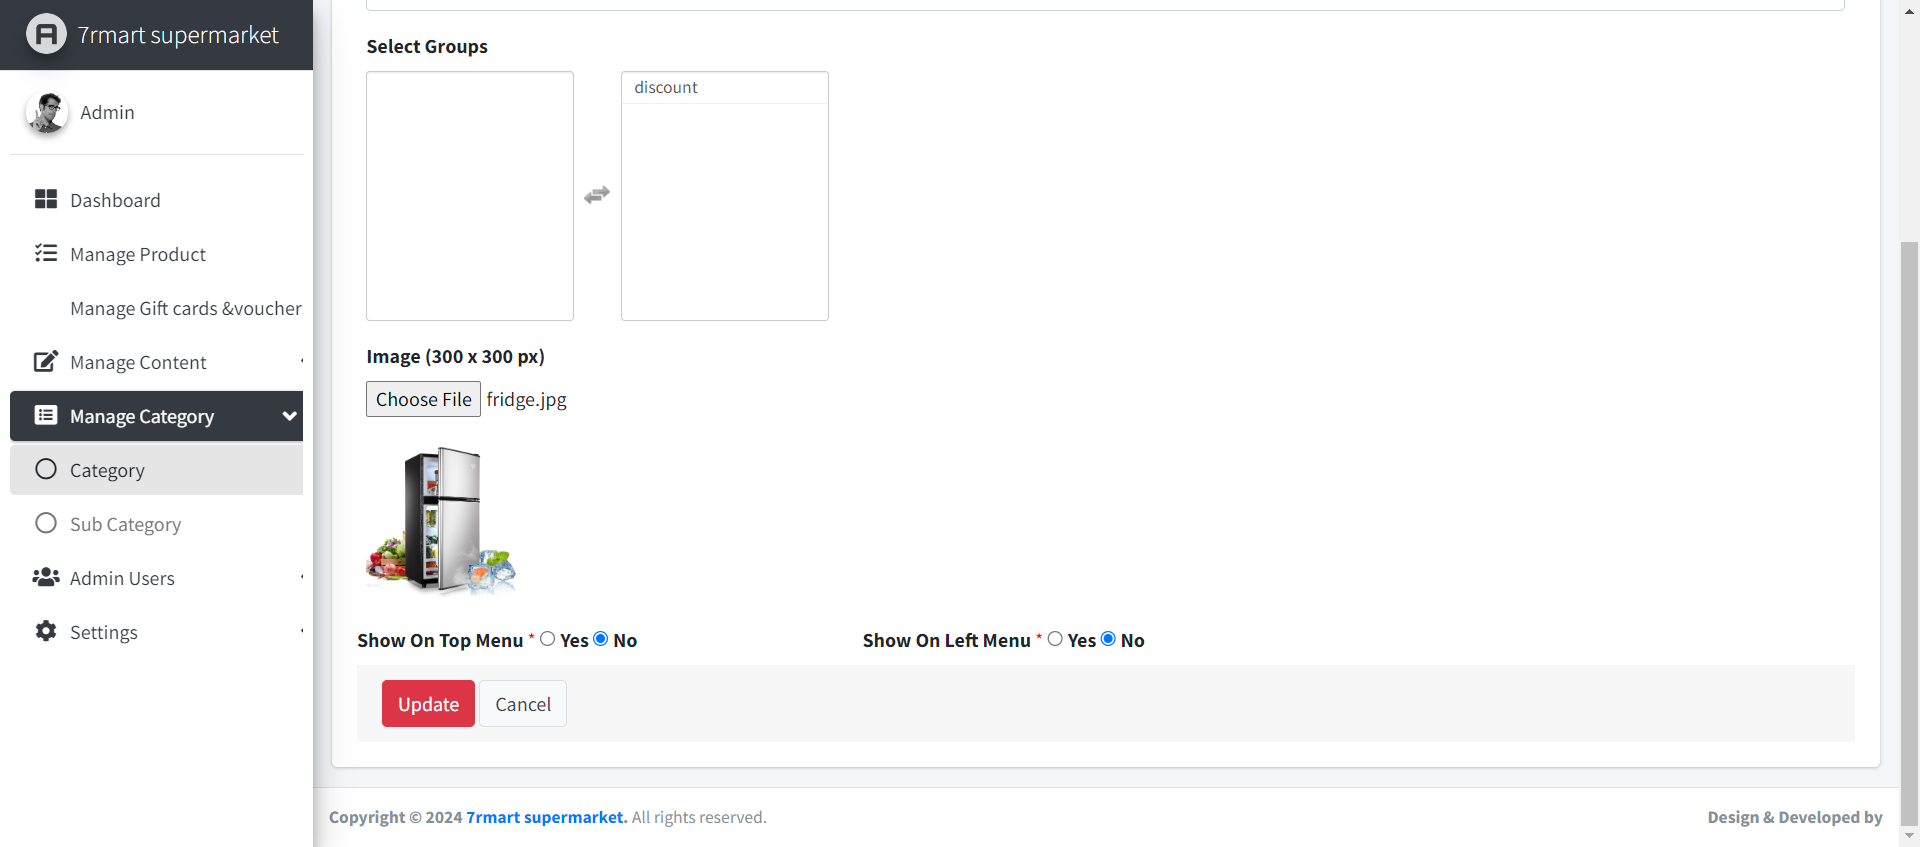 7rmart supermarket
Admin
Dashboard
Manage Product
Manage Gift cards &voucher
Manage Content
Manage Category
Category
Sub Category
Admin Users
Settings
Select Groups
discount
Image (300 x 300 px)
Choose File fridge.jpg
Show On Top Menu * Yes No
Show On Left Menu * Yes No
Update Cancel
Copyright © 2024 7rmart supermarket. All rights reserved.
Design & Developed by